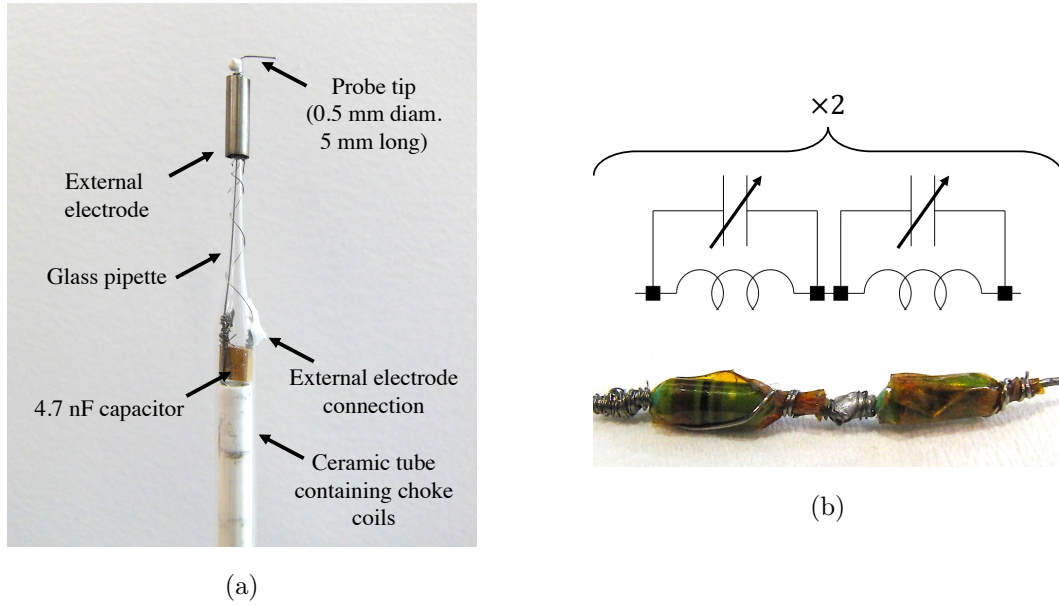 Probe tip
(0.5 mm diam.
5 mm long)
External
electrode
Glass pipette
External electrode
connection
4.7 nF capacitor
Ceramic tube
containing choke
coils
(a)
×2
(b)